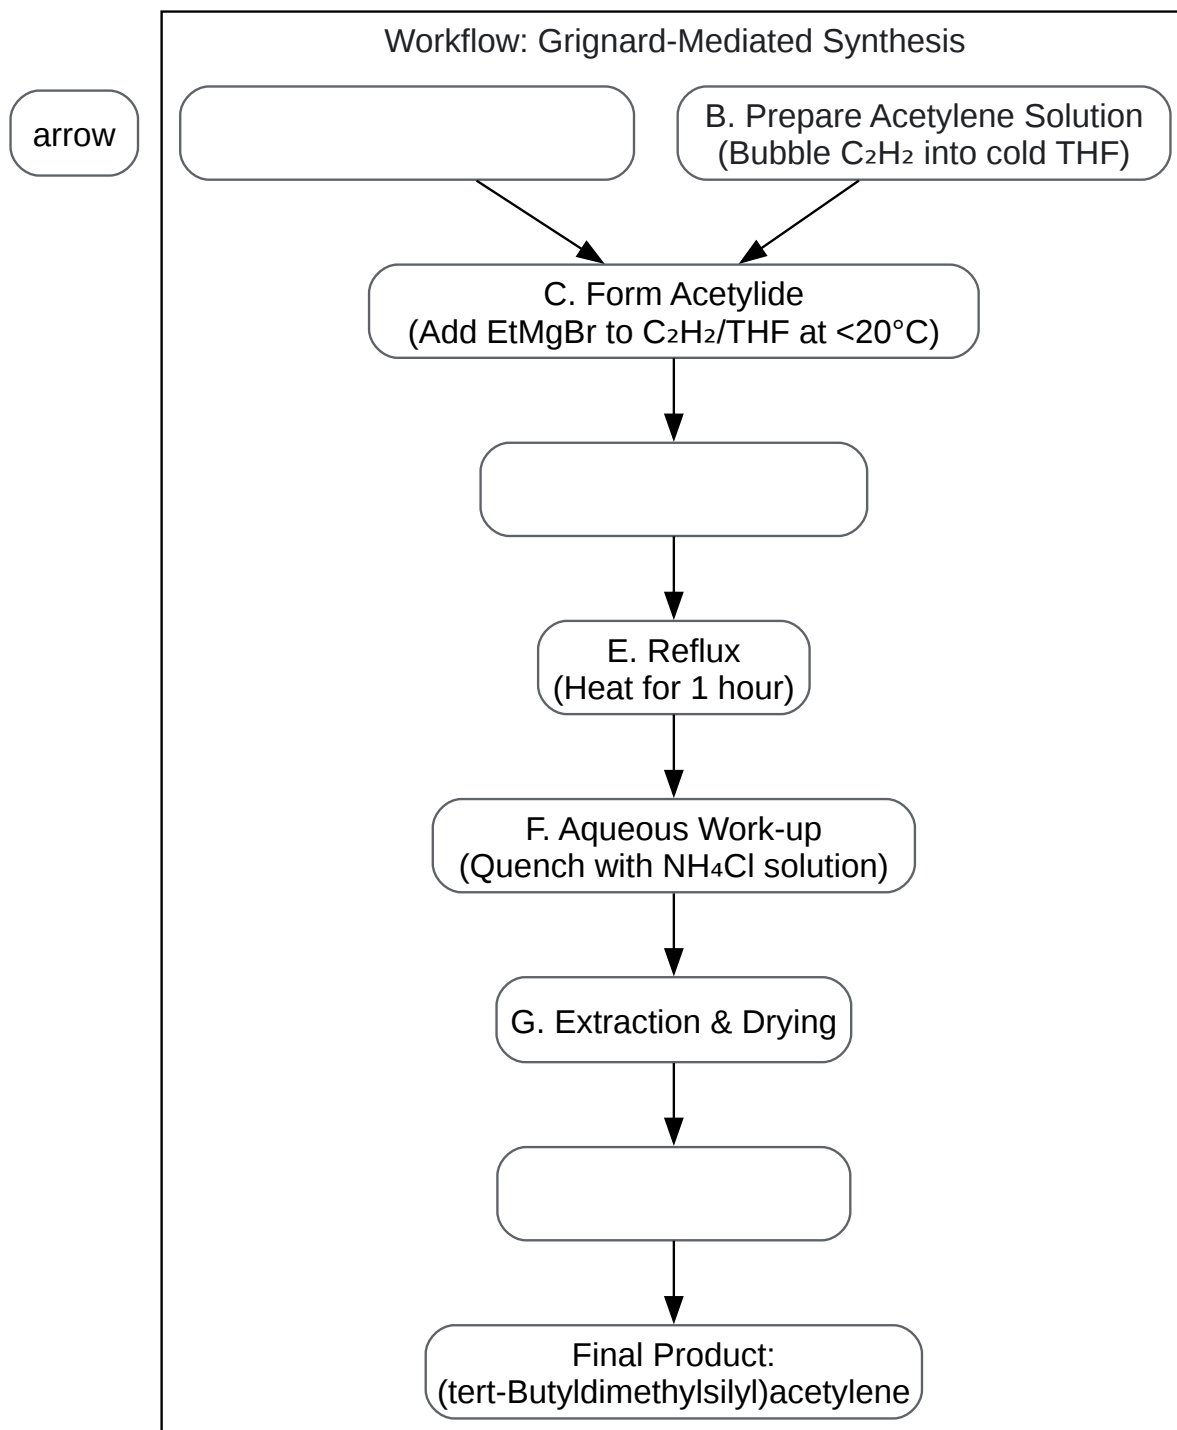 Workflow: Grignard-Mediated Synthesis
arrow
B. Prepare Acetylene Solution
(Bubble C₂H₂ into cold THF)
C. Form Acetylide
(Add EtMgBr to C₂H₂/THF at <20°C)
E. Reflux
(Heat for 1 hour)
F. Aqueous Work-up
(Quench with NH₄Cl solution)
G. Extraction & Drying
Final Product:
(tert-Butyldimethylsilyl)acetylene